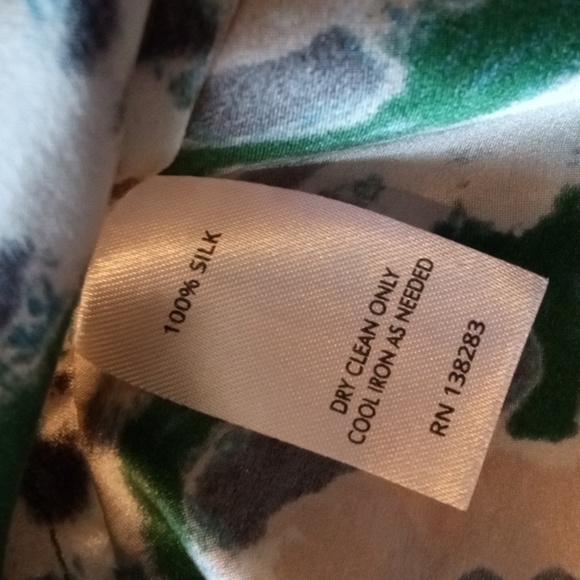 100% SILK
DRY CLEAN ONLY
COOL IRON AS NEEDED
RN 138283